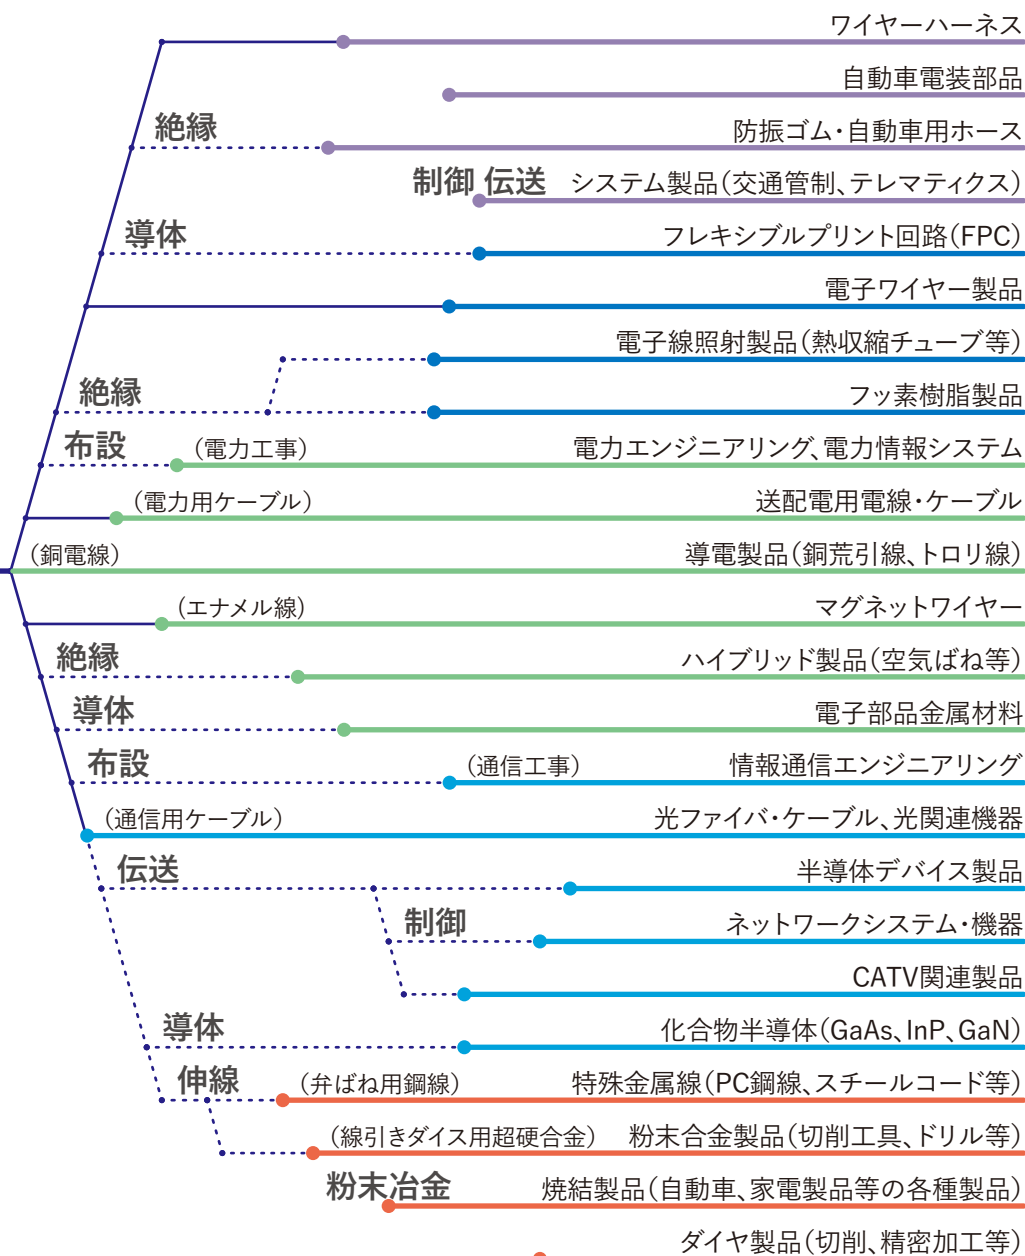 ワイヤーハーネス
自動車電装部品
絶縁 防振ゴム・自動車用ホース
制御 伝送 システム製品(交通管制、テレマティクス)
導体 フレキシブルプリント回路(FPC)
電子ワイヤー製品
電子線照射製品(熱収縮チューブ等)
絶縁 フッ素樹脂製品
布設 (電力工事) 電力エンジニアリング、電力情報システム
(電力用ケーブル) 送配電用電線・ケーブル
(銅電線) 導電製品(銅荒引線、トロリ線)
(エナメル線) マグネットワイヤー
絶縁 ハイブリッド製品(空気ばね等)
導体 電子部品金属材料
布設 (通信工事) 情報通信エンジニアリング
(通信用ケーブル) 光ファイバ・ケーブル、光関連機器
伝送 半導体デバイス製品
制御 ネットワークシステム・機器
CATV関連製品
導体 化合物半導体(GaAs、InP、GaN)
伸線 (弁ばね用鋼線) 特殊金属線(PC鋼線、スチールコード等)
(線引きダイス用超硬合金) 粉末合金製品(切削工具、ドリル等)
粉末冶金 焼結製品(自動車、家電製品等の各種製品)
ダイヤ製品(切削、精密加工等)